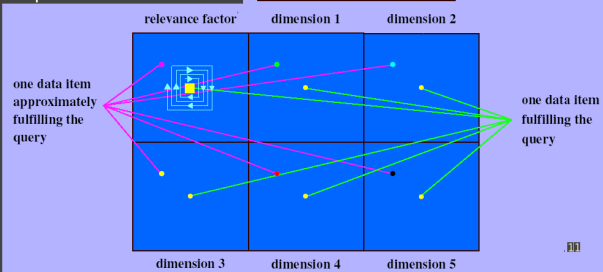 relevance factor dimension 1 dimension 2
one data item
approximately
fulfilling the
query
one data item
fulfilling the
query
dimension 3 dimension 4 dimension 5
11